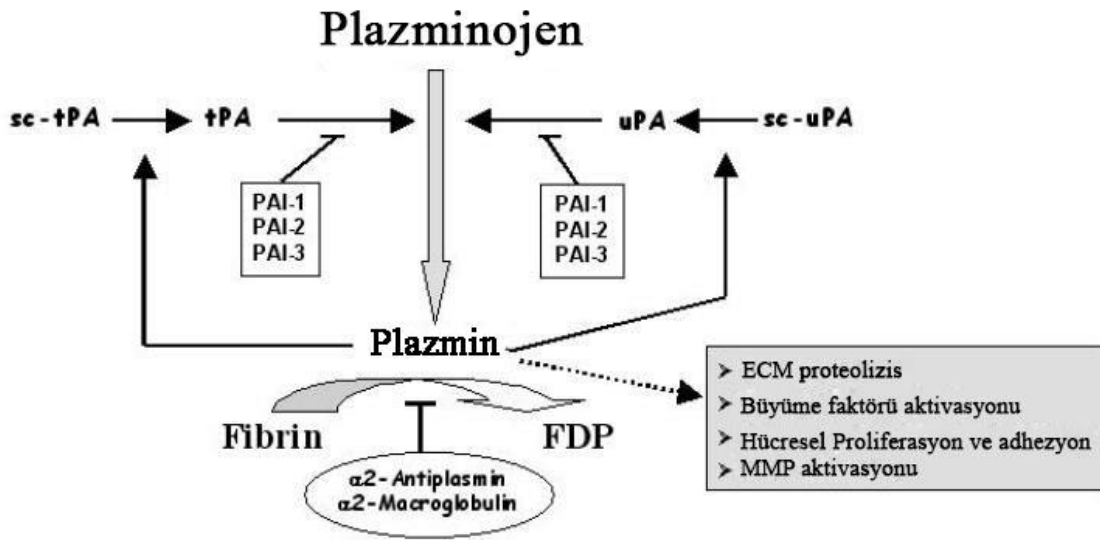 Plazminojen
sc-tPA
tPA
uPA
sc-uPA
PAI-1
PAI-2
PAI-3
PAI-1
PAI-2
PAI-3
Plazmin
Fibrin
FDP
α2-Antiplasmin
α2-Macroglobulin
➢ ECM proteolizis
➢ Büyüme faktörü aktivasyonu
➢ Hücresel Proliferasyon ve adhezyon
➢ MMP aktivasyonu